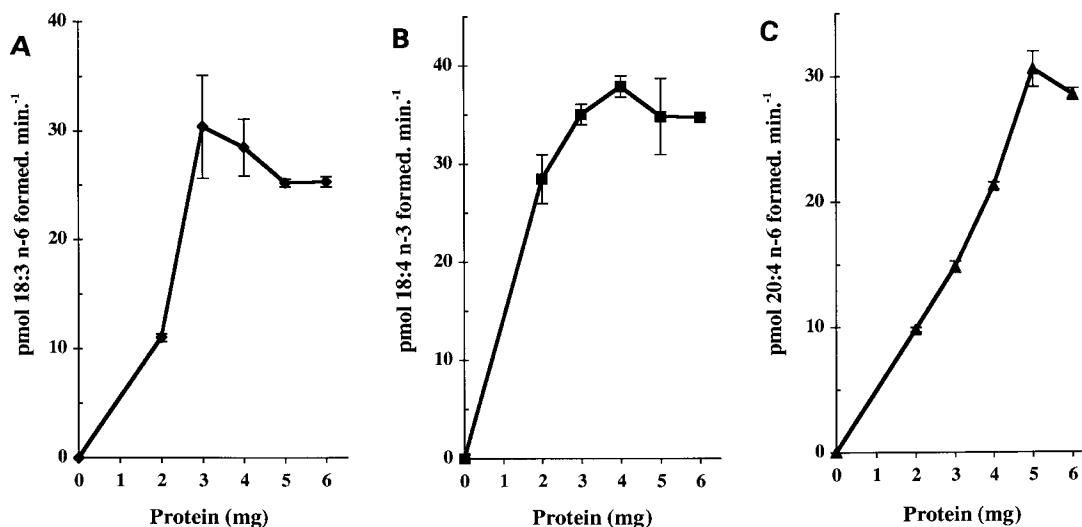 A
pmol 18:3 n-6 formed. min.-1
40
30
20
10
0
0 1 2 3 4 5 6
Protein (mg)
B
pmol 18:4 n-3 formed. min.-1
40
30
20
10
0
0 1 2 3 4 5 6
Protein (mg)
C
pmol 20:4 n-6 formed. min.-1
30
20
10
0
0 1 2 3 4 5 6
Protein (mg)